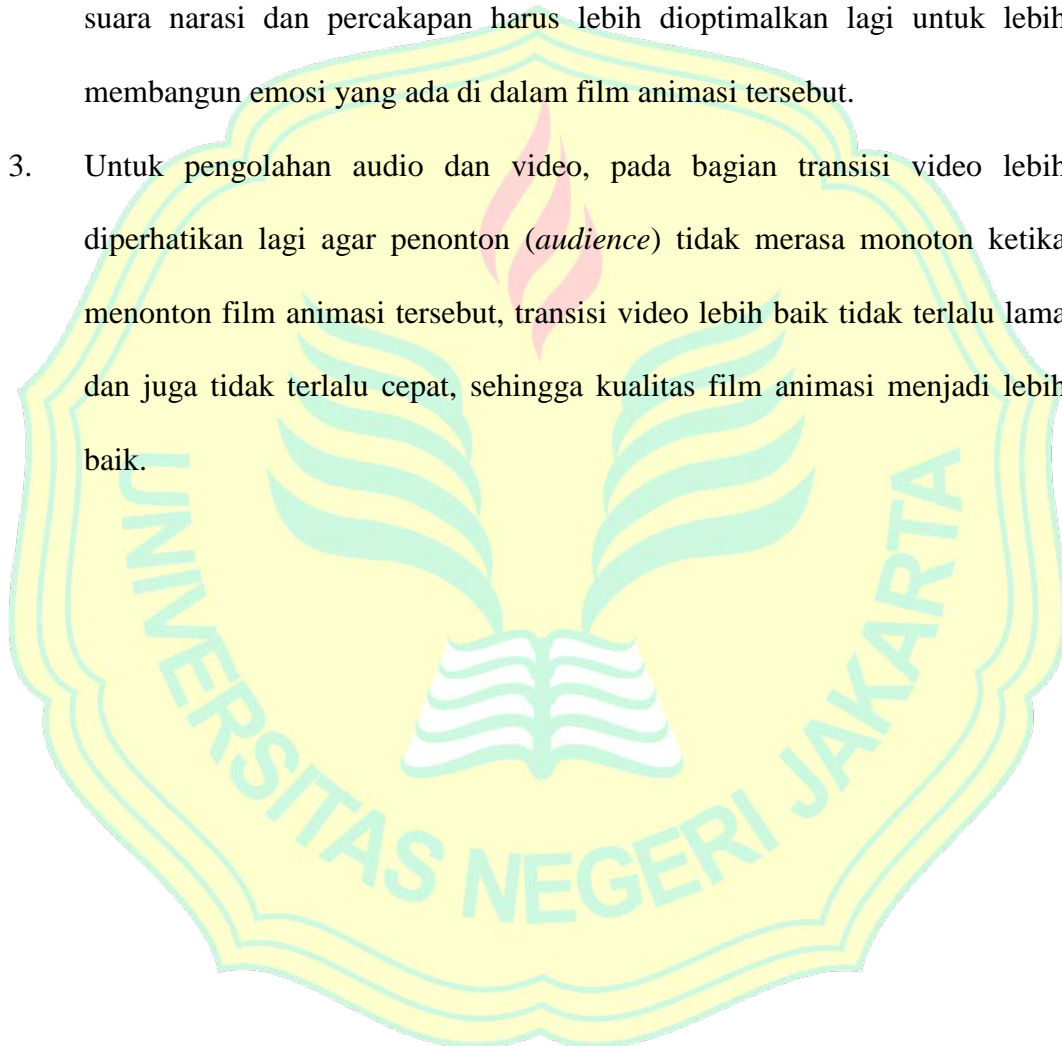 suara narasi dan percakapan harus lebih dioptimalkan lagi untuk lebih
membangun emosi yang ada di dalam film animasi tersebut.
3. Untuk pengolahan audio dan video, pada bagian transisi video lebih
diperhatikan lagi agar penonton (audience) tidak merasa monoton ketika
menonton film animasi tersebut, transisi video lebih baik tidak terlalu lama
dan juga tidak terlalu cepat, sehingga kualitas film animasi menjadi lebih
baik.
UNIVERSITAS NEGERI JAKARTA